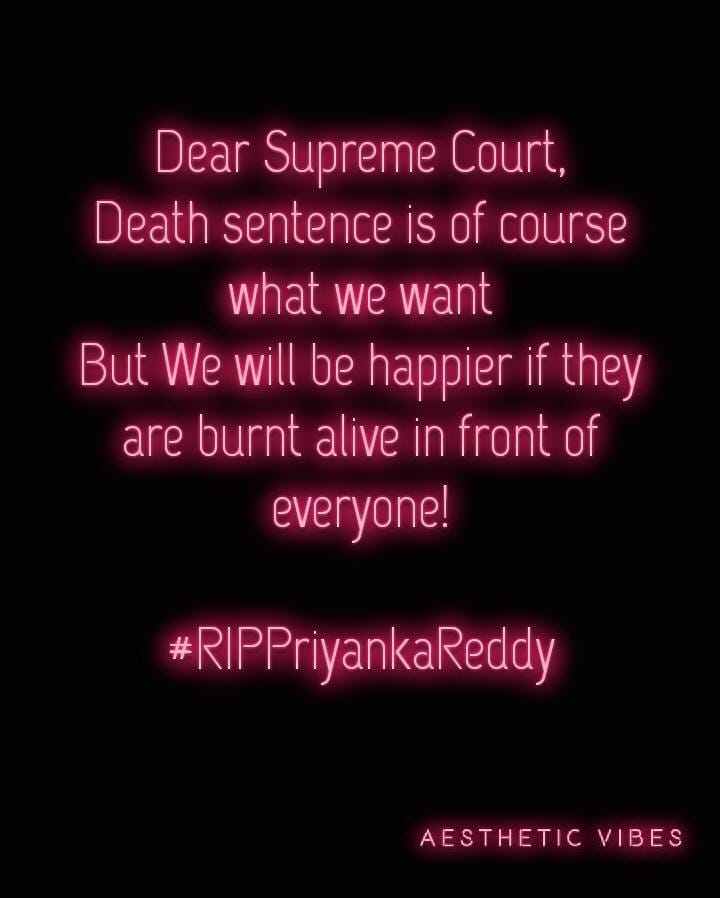 Dear Supreme Court,
Death sentence is of course
what we want
But We will be happier if they
are burnt alive in front of
everyone!
#RIPPriyankaReddy
AESTHETIC VIBES